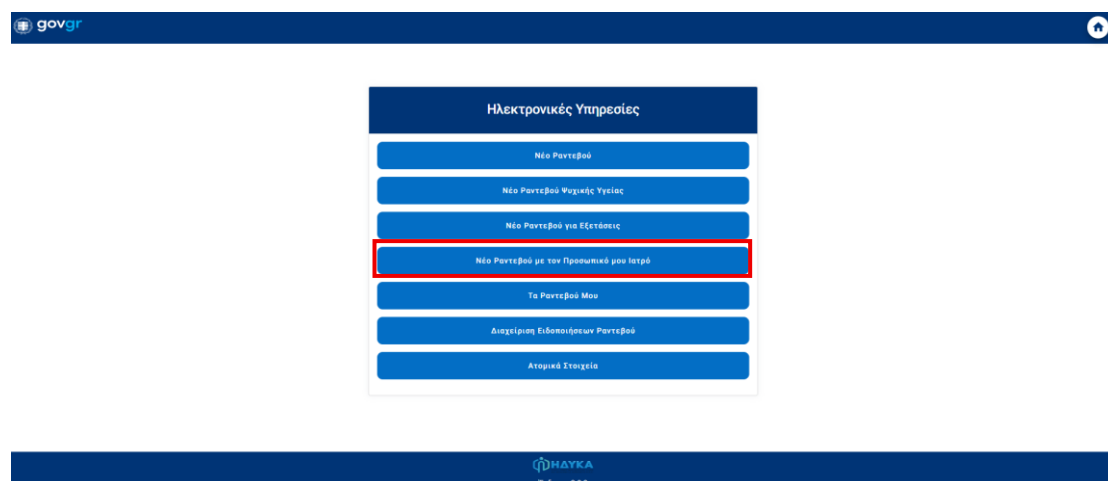 govgr
Ηλεκτρονικές Υπηρεσίες
Νέο Ραντεβού
Νέο Ραντεβού Ψυχικής Υγείας
Νέο Ραντεβού για Εξετάσεις
Νέο Ραντεβού με τον Προσωπικό μου Ιατρό
Τα Ραντεβού Μου
Διαχείριση Ειδοποιήσεων Ραντεβού
Ατομικά Στοιχεία
ΗΔΥΚΑ